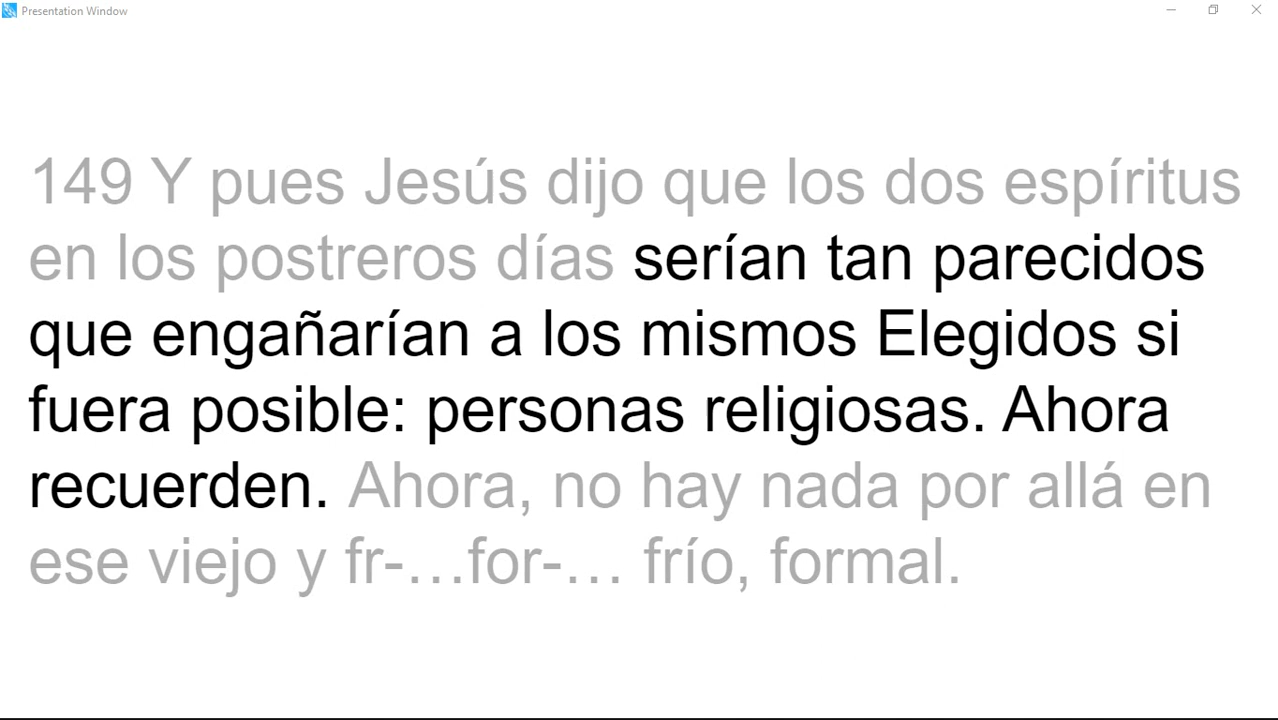 Presentation Window
149 Y pues Jesús dijo que los dos espíritus
en los postreros días serían tan parecidos
que engañarían a los mismos Elegidos si
fuera posible: personas religiosas. Ahora
recuerden. Ahora, no hay nada por allá en
ese viejo y fr-…for-… frío, formal.